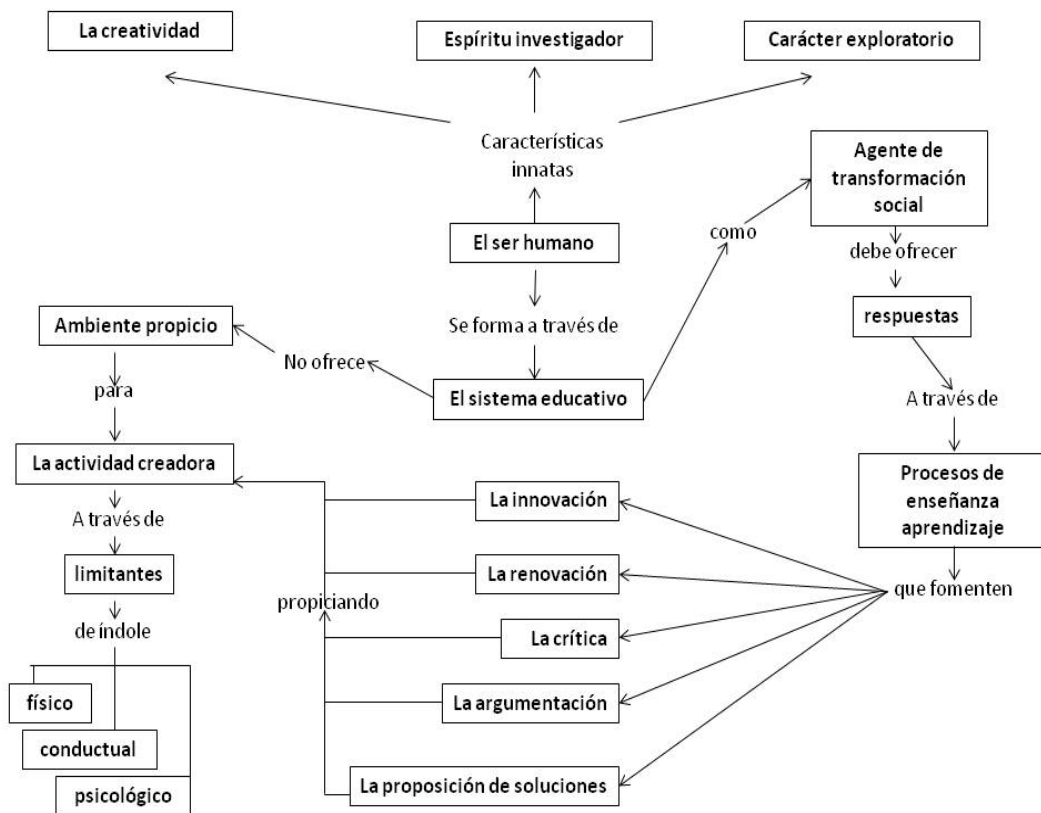 La creatividad
Espíritu investigador
Carácter exploratorio
Características
innatas
Agente de
transformación
social
El ser humano
como
debe ofrecer
Ambiente propicio
Se forma a través de
respuestas
No ofrece
para
El sistema educativo
A través de
La actividad creadora
Procesos de
enseñanza
aprendizaje
La innovación
A través de
limitantes
La renovación
que fomenten
propiciando
de índole
La crítica
físico
La argumentación
conductual
La proposición de soluciones
psicológico